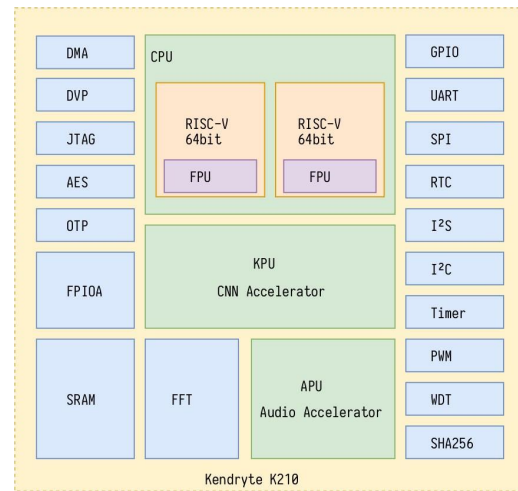 DMA
DVP
JTAG
AES
OTP
FPIOA
SRAM
CPU
RISC-V
64bit
FPU
RISC-V
64bit
FPU
KPU
CNN Accelerator
FFT
APU
Audio Accelerator
GPIO
UART
SPI
RTC
I²S
I²C
Timer
PWM
WDT
SHA256
Kendryte K210